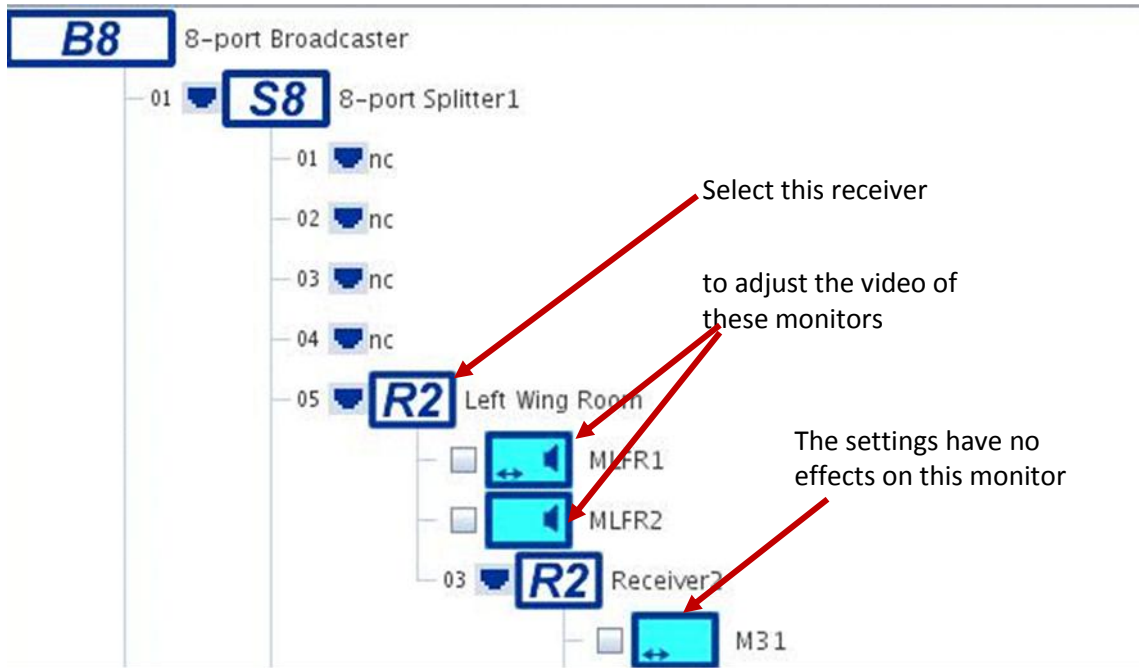 B8 8-port Broadcaster
01 S8 8-port Splitter1
01 nc
02 nc
Select this receiver
03 nc
to adjust the video of
these monitors
04 nc
05 R2 Left Wing Room
MLFR1
The settings have no
effects on this monitor
MLFR2
03 R2 Receiver2
M31